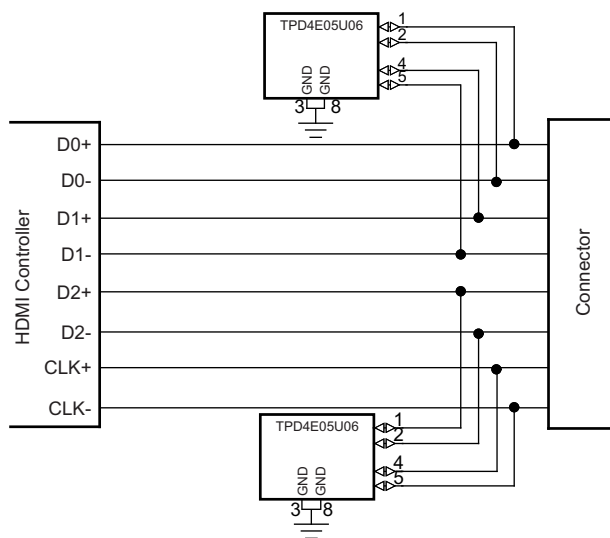 TPD4E05U06
1
2
4
5
GND
GND
3
8
HDMI Controller
D0+
D0-
D1+
D1-
D2+
D2-
CLK+
CLK-
Connector
TPD4E05U06
1
2
4
5
GND
GND
3
8